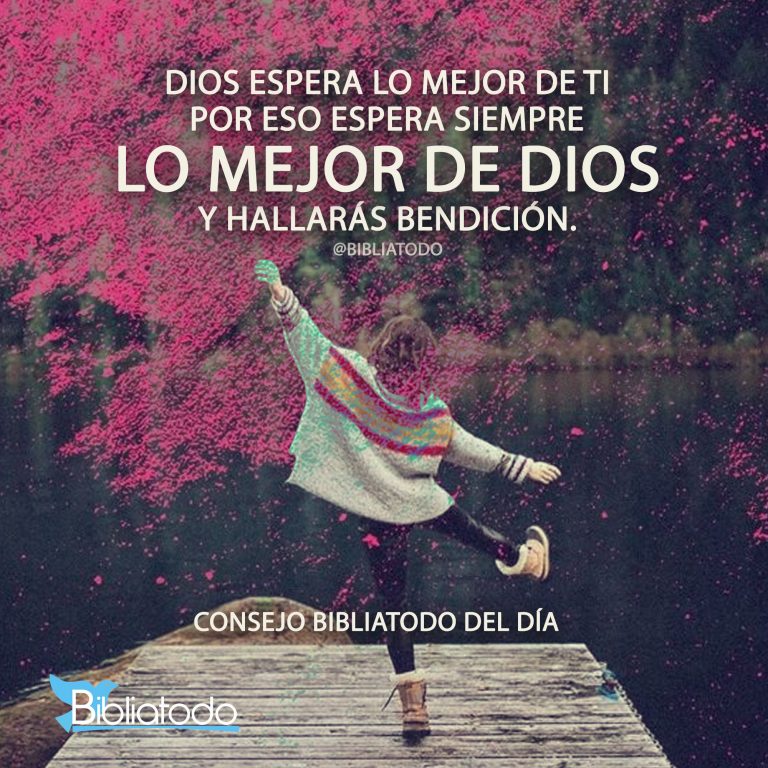 DIOS ESPERA LO MEJOR DE TI
POR ESO ESPERA SIEMPRE
LO MEJOR DE DIOS
Y HALLARÁS BENDICIÓN.
@BIBLIATODO
CONSEJO BIBLIATODO DEL DÍA
Bibliatodo